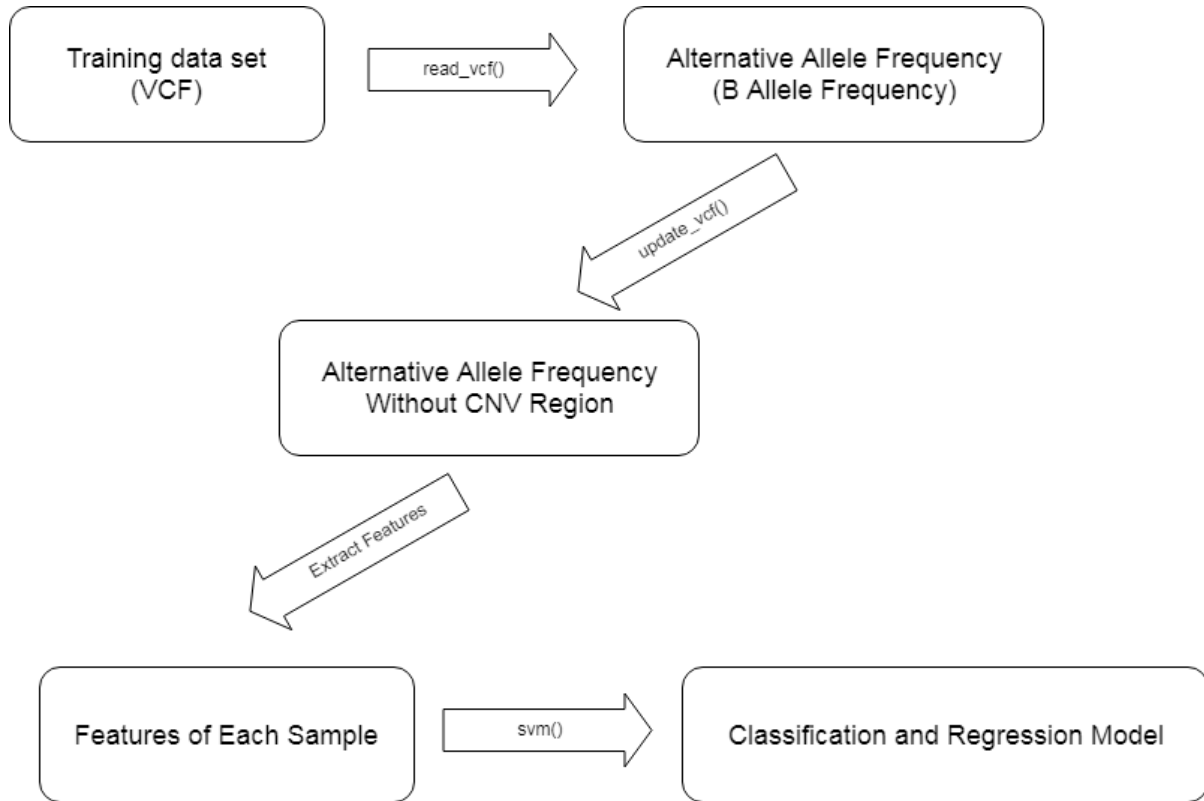 Training data set
(VCF)
read_vcf()
Alternative Allele Frequency
(B Allele Frequency)
update_vcf()
Alternative Allele Frequency
Without CNV Region
Extract Features
Features of Each Sample
svm()
Classification and Regression Model